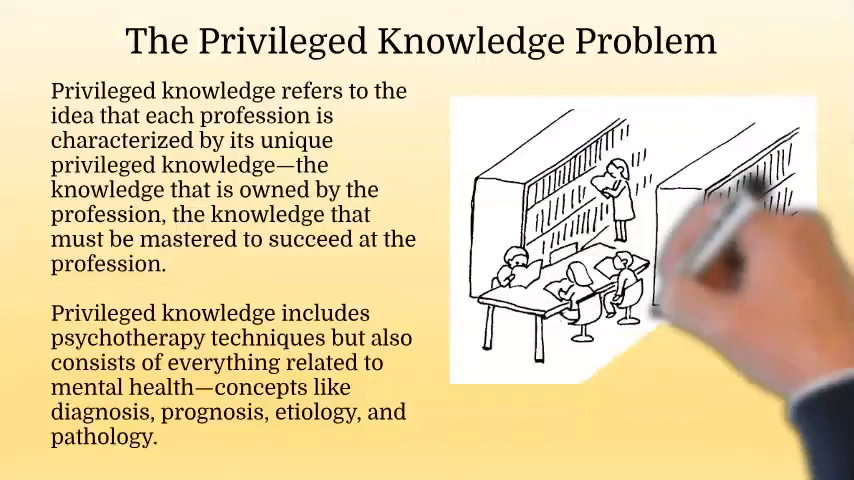 The Privileged Knowledge Problem
Privileged knowledge refers to the
idea that each profession is
characterized by its unique
privileged knowledge—the
knowledge that is owned by the
profession, the knowledge that
must be mastered to succeed at the
profession.
Privileged knowledge includes
psychotherapy techniques but also
consists of everything related to
mental health—concepts like
diagnosis, prognosis, etiology, and
pathology.